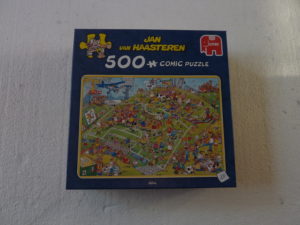 JAN
VAN HAASTEREN
Jumbo
500 COMIC PUZZLE